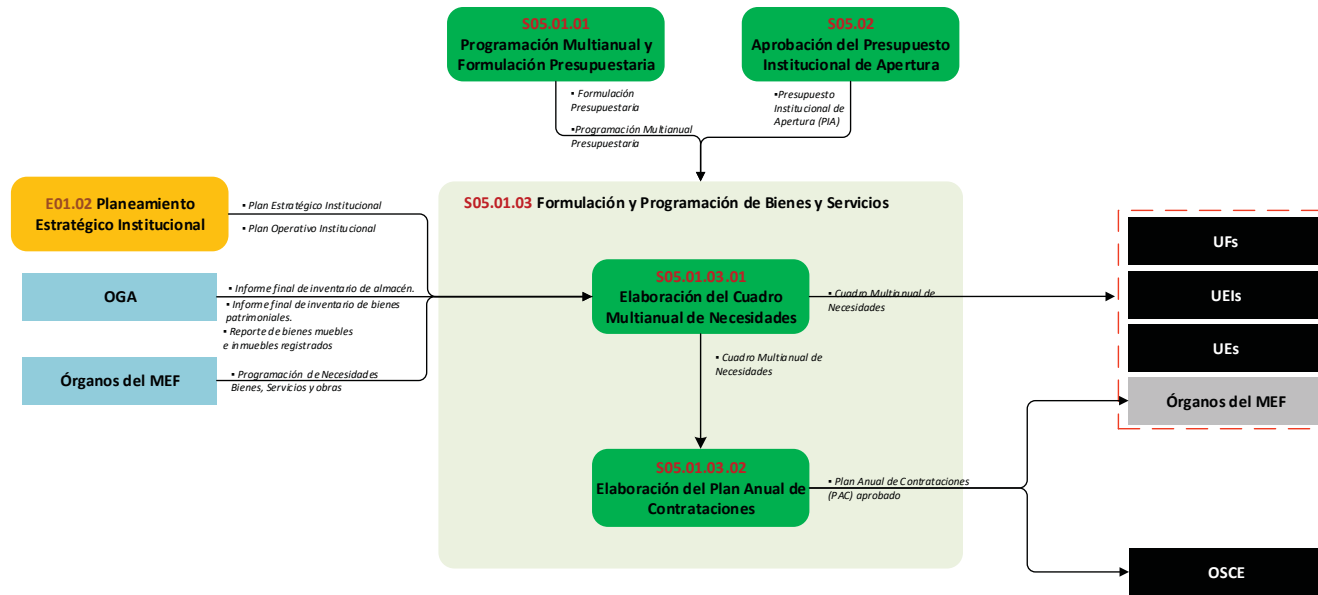 S05.01.01
Programación Multianual y
Formulación Presupuestaria
S05.02
Aprobación del Presupuesto
Institucional de Apertura
▪ Formulación
Presupuestaria
▪Programación Multianual
Presupuestaria
▪Presupuesto
Institucional de
Apertura (PIA)
E01.02 Planeamiento
Estratégico Institucional
▪ Plan Estratégico Institucional
▪ Plan Operativo Institucional
OGA
▪ Informe final de inventario de almacén.
▪ Informe final de inventario de bienes
patrimoniales.
▪ Reporte de bienes muebles
e inmuebles registrados
Órganos del MEF
▪ Programación de Necesidades
Bienes, Servicios y obras
S05.01.03 Formulación y Programación de Bienes y Servicios
S05.01.03.01
Elaboración del Cuadro
Multianual de Necesidades
▪ Cuadro Multianual de
Necesidades
▪ Cuadro Multianual de
Necesidades
S05.01.03.02
Elaboración del Plan Anual de
Contrataciones
▪ Plan Anual de Contrataciones
(PAC) aprobado
UFs
UEIs
UEs
Órganos del MEF
OSCE